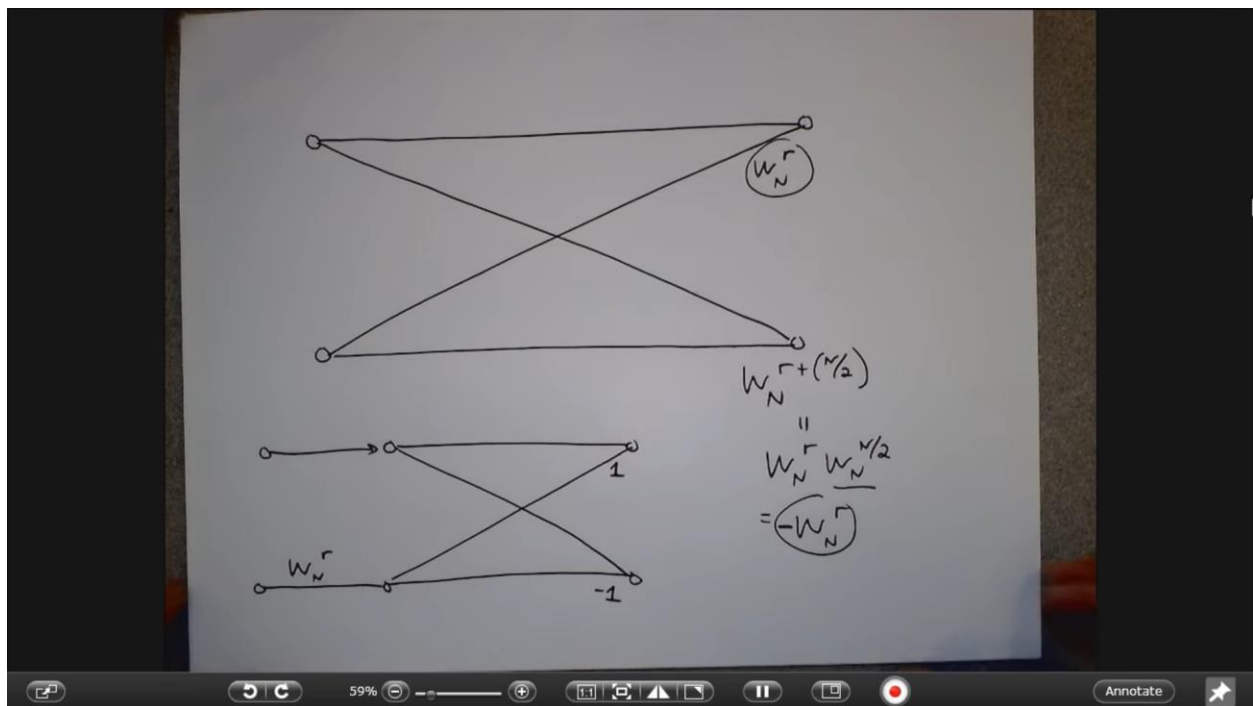 W_N^r
W_N^{r+(N/2)}
=
W_N^r W_N^{N/2}
= -W_N^r
1
W_N^r
-1
59%
1:1
Annotate